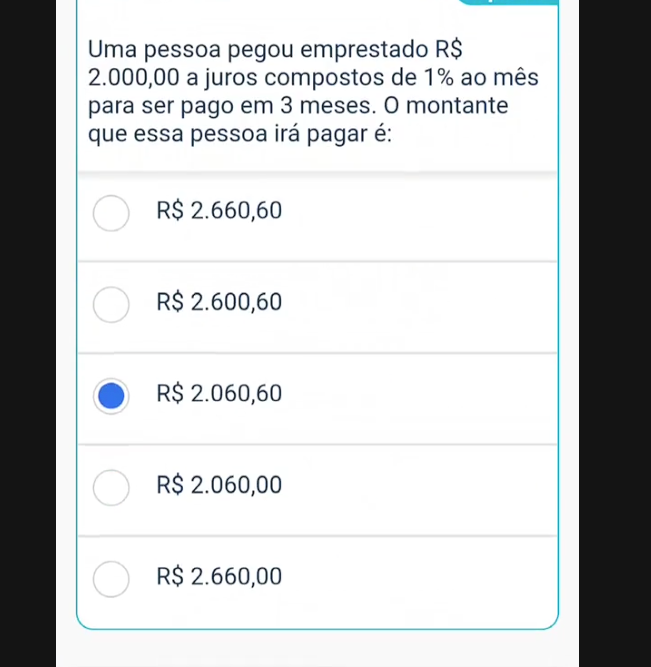 Uma pessoa pegou emprestado R$
2.000,00 a juros compostos de 1% ao mês
para ser pago em 3 meses. O montante
que essa pessoa irá pagar é:
R$ 2.660,60
R$ 2.600,60
R$ 2.060,60
R$ 2.060,00
R$ 2.660,00